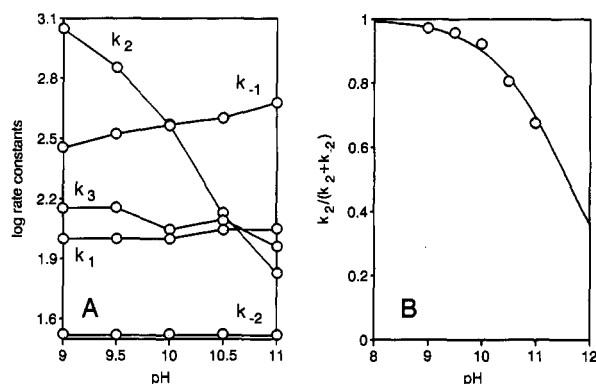 3.1
2.8
2.5
2.2
1.9
1.6
log rate constants
k2
k-1
k3
k1
k-2
A
9 9.5 10 10.5 11
pH
1
0.8
0.6
0.4
0.2
0
k2/(k2+k-2)
B
8 9 10 11 12
pH